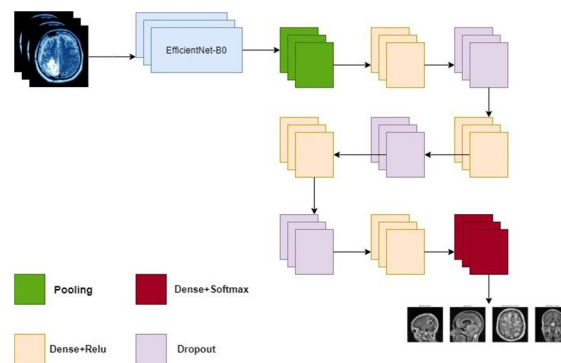 EfficientNet-B0
Pooling
Dense+Softmax
Dense+Relu
Dropout